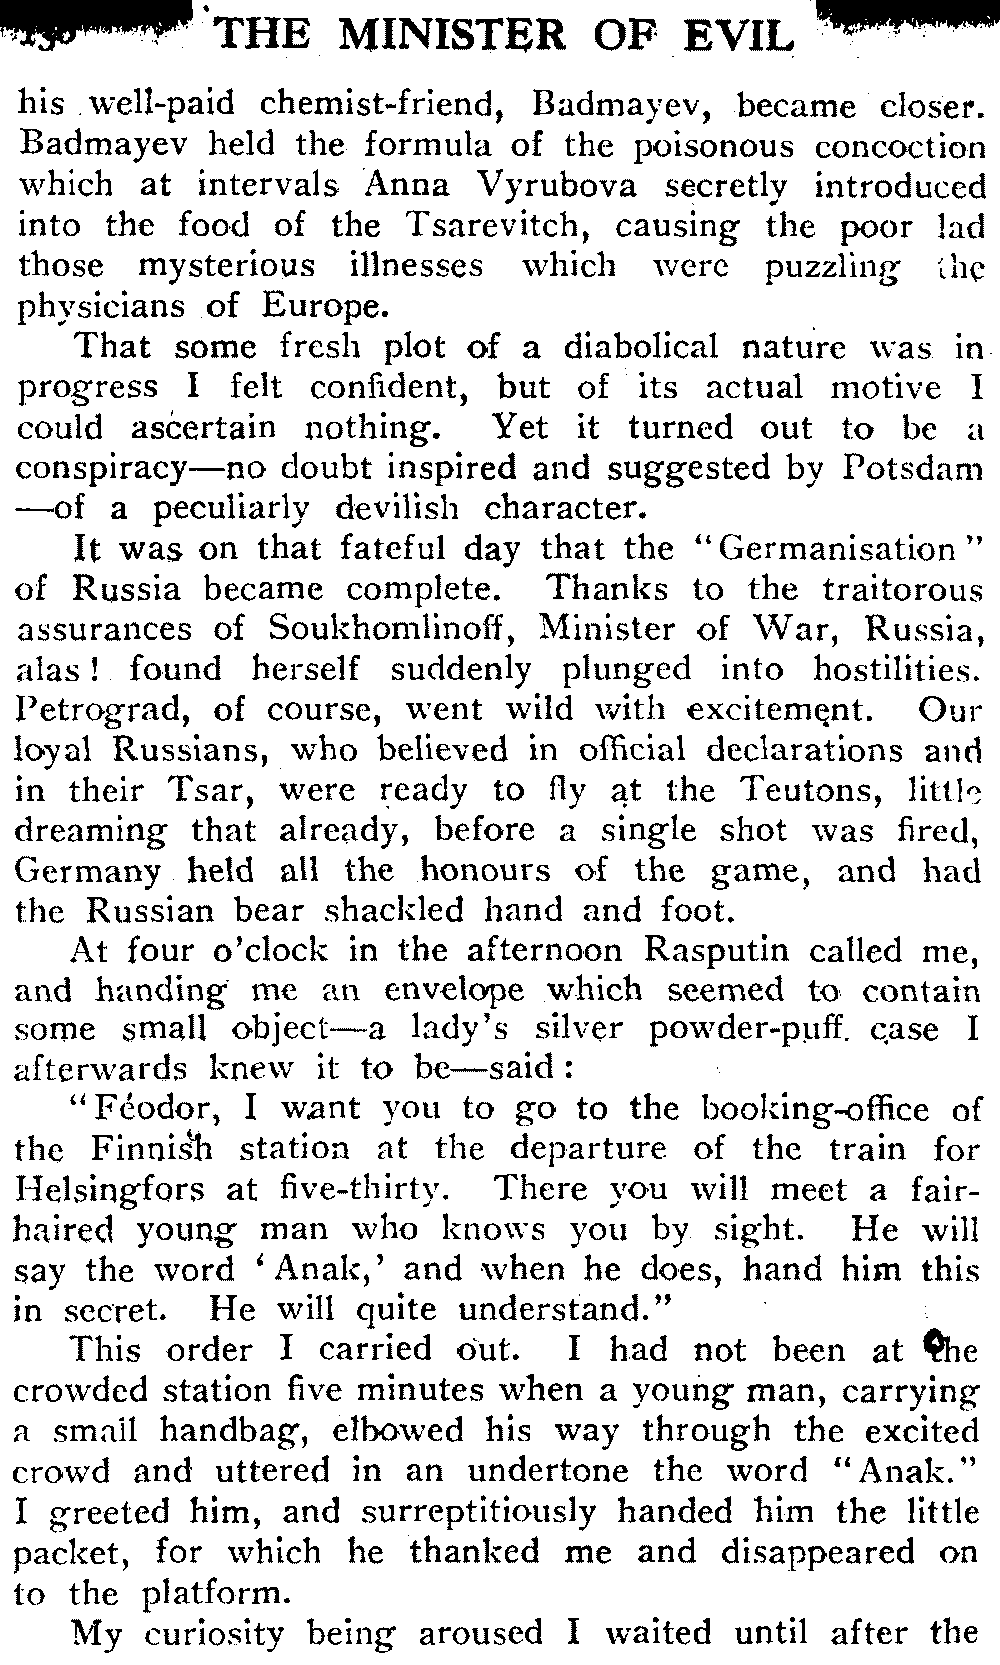 THE MINISTER OF EVIL
his well-paid chemist-friend, Badmayev, became closer.
Badmayev held the formula of the poisonous concoction
which at intervals Anna Vyrubova secretly introduced
into the food of the Tsarevitch, causing the poor lad
those mysterious illnesses which were puzzling the
physicians of Europe.
That some fresh plot of a diabolical nature was in
progress I felt confident, but of its actual motive I
could ascertain nothing. Yet it turned out to be a
conspiracy—no doubt inspired and suggested by Potsdam
—of a peculiarly devilish character.
It was on that fateful day that the "Germanisation"
of Russia became complete. Thanks to the traitorous
assurances of Soukhomlinoff, Minister of War, Russia,
alas! found herself suddenly plunged into hostilities.
Petrograd, of course, went wild with excitement. Our
loyal Russians, who believed in official declarations and
in their Tsar, were ready to fly at the Teutons, little
dreaming that already, before a single shot was fired,
Germany held all the honours of the game, and had
the Russian bear shackled hand and foot.
At four o'clock in the afternoon Rasputin called me,
and handing me an envelope which seemed to contain
some small object—a lady's silver powder-puff case I
afterwards knew it to be—said:
"Féodor, I want you to go to the booking-office of
the Finnish station at the departure of the train for
Helsingfors at five-thirty. There you will meet a fair-
haired young man who knows you by sight. He will
say the word 'Anak,' and when he does, hand him this
in secret. He will quite understand."
This order I carried out. I had not been at the
crowded station five minutes when a young man, carrying
a small handbag, elbowed his way through the excited
crowd and uttered in an undertone the word "Anak."
I greeted him, and surreptitiously handed him the little
packet, for which he thanked me and disappeared on
to the platform.
My curiosity being aroused I waited until after the